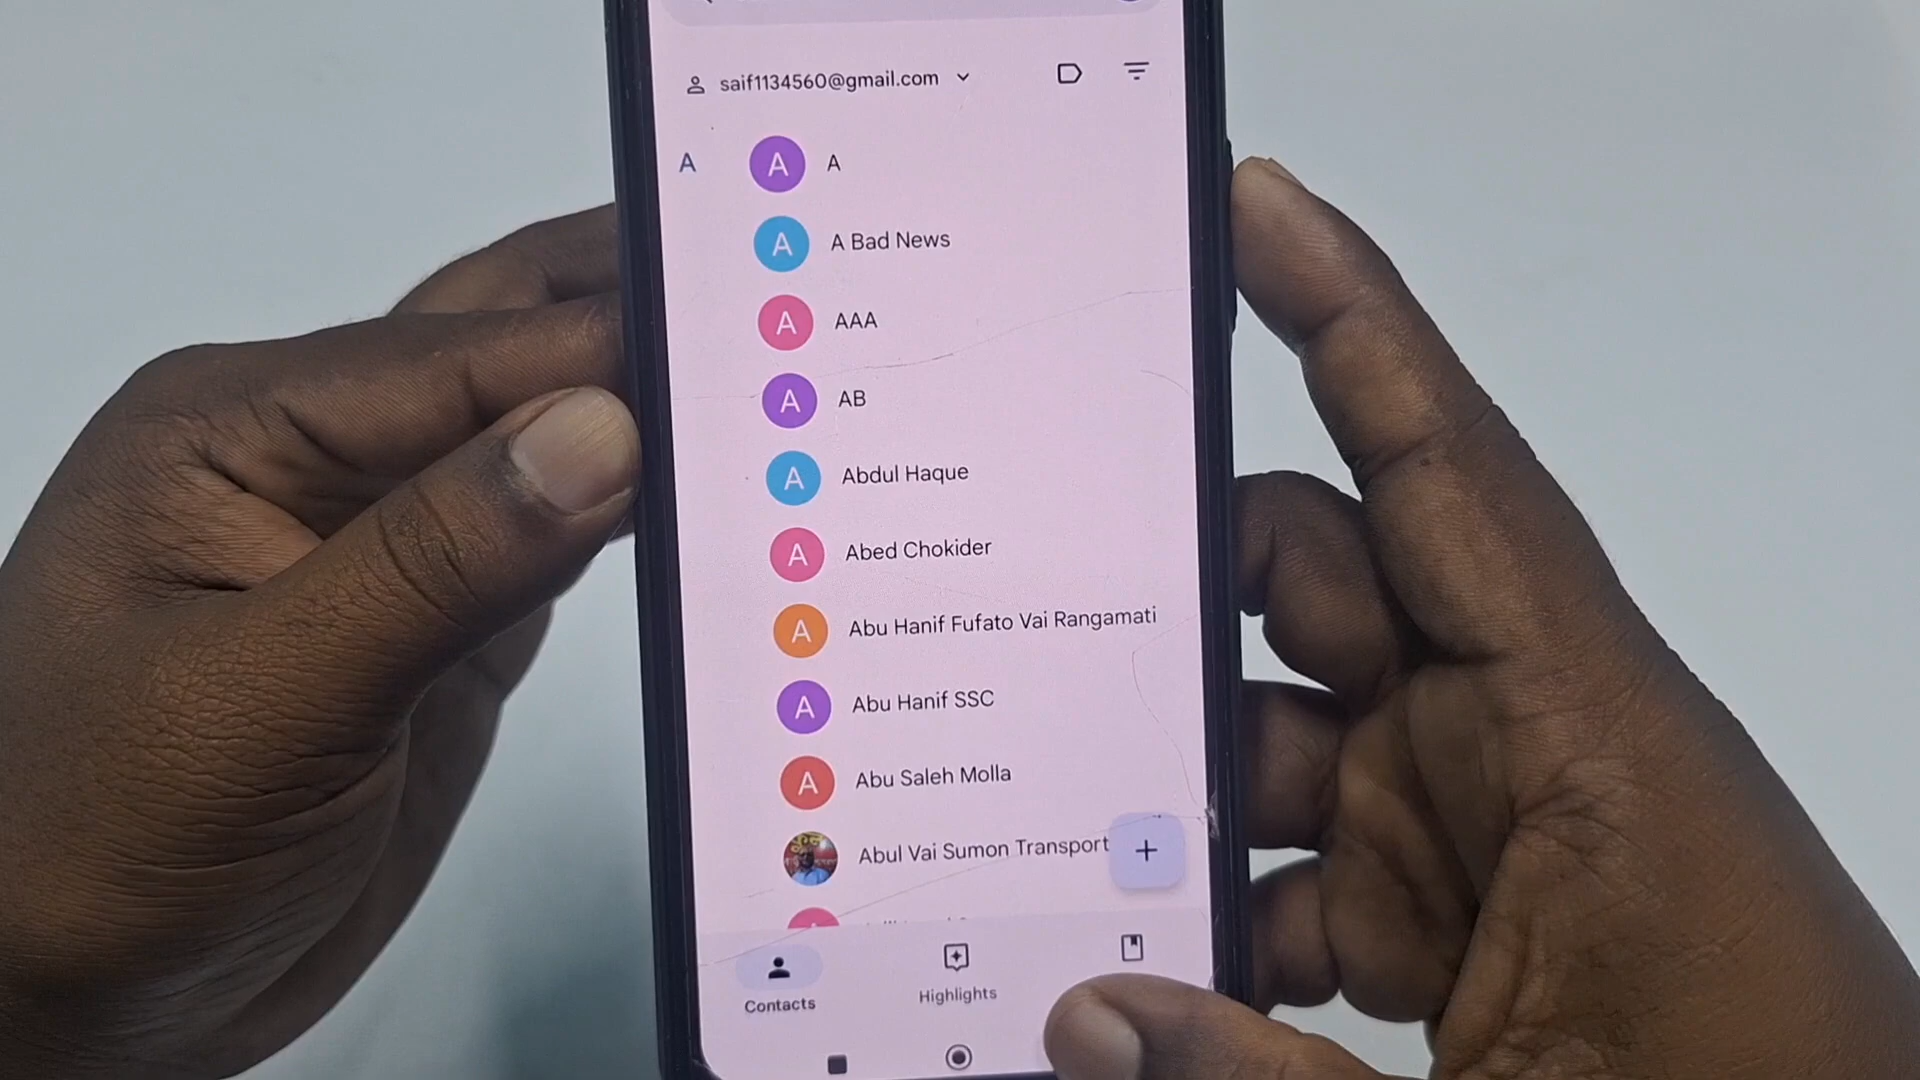 saif1134560@gmail.com
A
A A
A A Bad News
A AAA
A AB
A Abdul Haque
A Abed Chokider
A Abu Hanif Fufato Vai Rangamati
A Abu Hanif SSC
A Abu Saleh Molla
Abul Vai Sumon Transport
Contacts
Highlights